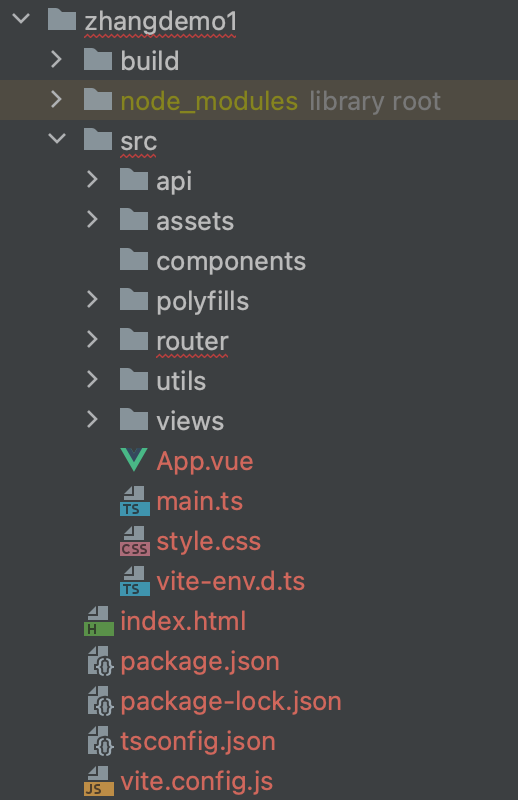 zhangdemo1
build
node_modules library root
src
api
assets
components
polyfills
router
utils
views
App.vue
TS main.ts
CSS style.css
TS vite-env.d.ts
H index.html
package.json
package-lock.json
tsconfig.json
JS vite.config.js